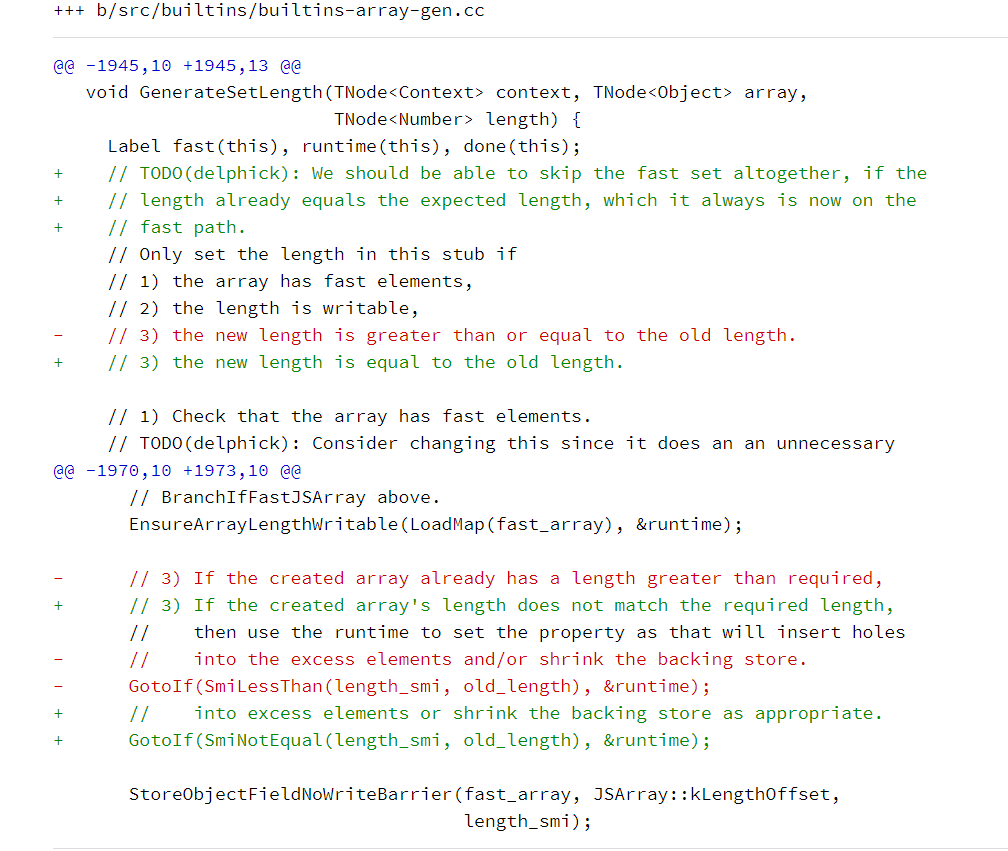 +++ b/src/builtins/builtins-array-gen.cc
@@ -1945,10 +1945,13 @@
void GenerateSetLength(TNode<Context> context, TNode<Object> array,
TNode<Number> length) {
Label fast(this), runtime(this), done(this);
+ // TODO(delphick): We should be able to skip the fast set altogether, if the
+ // length already equals the expected length, which it always is now on the
+ // fast path.
// Only set the length in this stub if
// 1) the array has fast elements,
// 2) the length is writable,
- // 3) the new length is greater than or equal to the old length.
+ // 3) the new length is equal to the old length.
// 1) Check that the array has fast elements.
// TODO(delphick): Consider changing this since it does an an unnecessary
@@ -1970,10 +1973,10 @@
// BranchIfFastJSArray above.
EnsureArrayLengthWritable(LoadMap(fast_array), &runtime);
- // 3) If the created array already has a length greater than required,
+ // 3) If the created array's length does not match the required length,
// then use the runtime to set the property as that will insert holes
- // into the excess elements and/or shrink the backing store.
- GotoIf(SmiLessThan(length_smi, old_length), &runtime);
+ // into excess elements or shrink the backing store as appropriate.
+ GotoIf(SmiNotEqual(length_smi, old_length), &runtime);
StoreObjectFieldNoWriteBarrier(fast_array, JSArray::kLengthOffset,
length_smi);